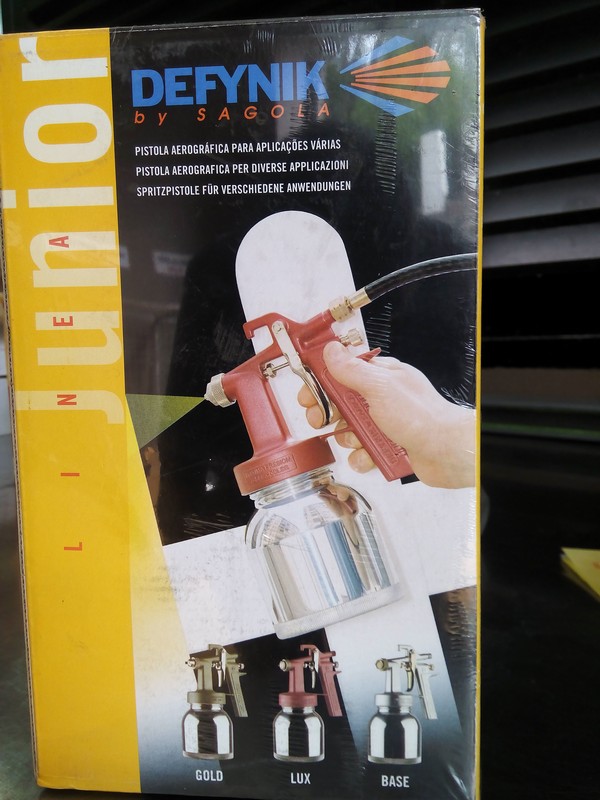 DEFYNIK
by SAGOLA
PISTOLA AEROGRÁFICA PARA APLICAÇÕES VÁRIAS
PISTOLA AEROGRAFICA PER DIVERSE APPLICAZIONI
SPRITZPISTOLE FÜR VERSCHIEDENE ANWENDUNGEN
junior
LINEA
GOLD
LUX
BASE